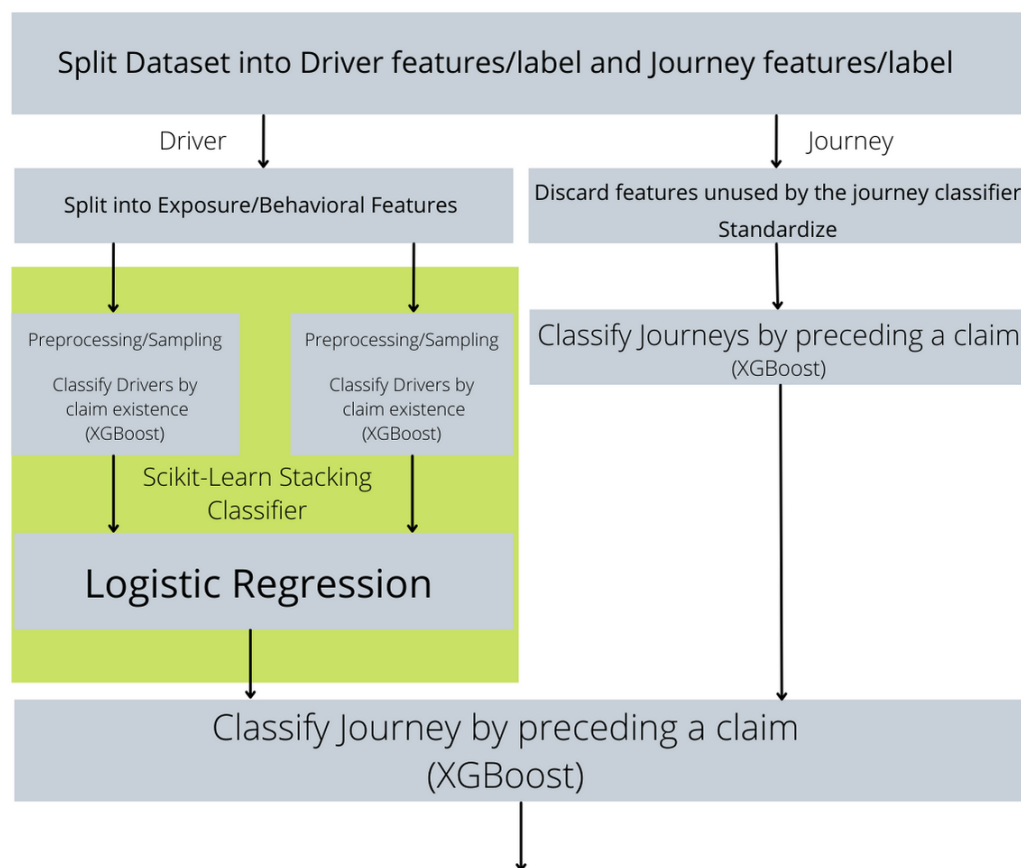 Split Dataset into Driver features/label and Journey features/label
Driver
Journey
Split into Exposure/Behavioral Features
Discard features unused by the journey classifier
Standardize
Preprocessing/Sampling
Classify Drivers by
claim existence
(XGBoost)
Preprocessing/Sampling
Classify Drivers by
claim existence
(XGBoost)
Classify Journeys by preceding a claim
(XGBoost)
Scikit-Learn Stacking
Classifier
Logistic Regression
Classify Journey by preceding a claim
(XGBoost)